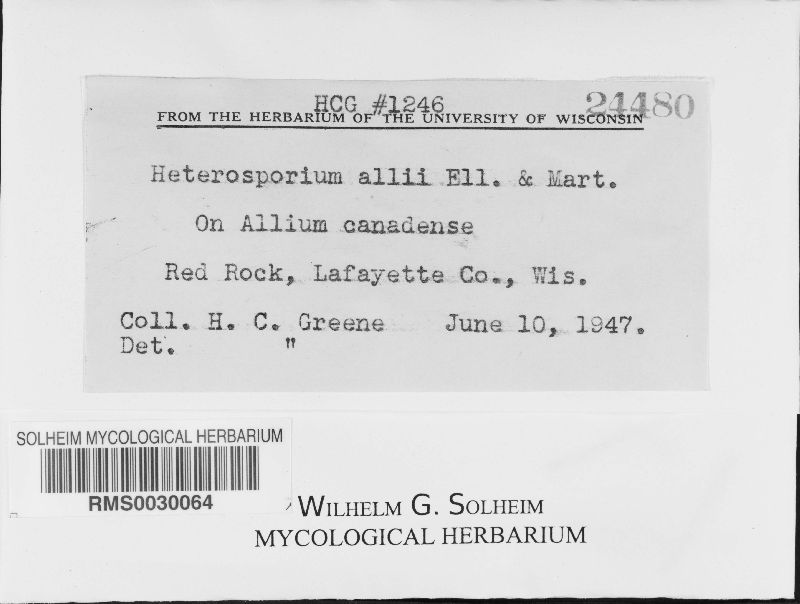 HCG #1246
24480
FROM THE HERBARIUM OF THE UNIVERSITY OF WISCONSIN
Heterosporium allii Ell. & Mart.
On Allium canadense
Red Rock, Lafayette Co., Wis.
Coll. H. C. Greene June 10, 1947.
Det. "
SOLHEIM MYCOLOGICAL HERBARIUM
RMS0030064
WILHELM G. SOLHEIM
MYCOLOGICAL HERBARIUM